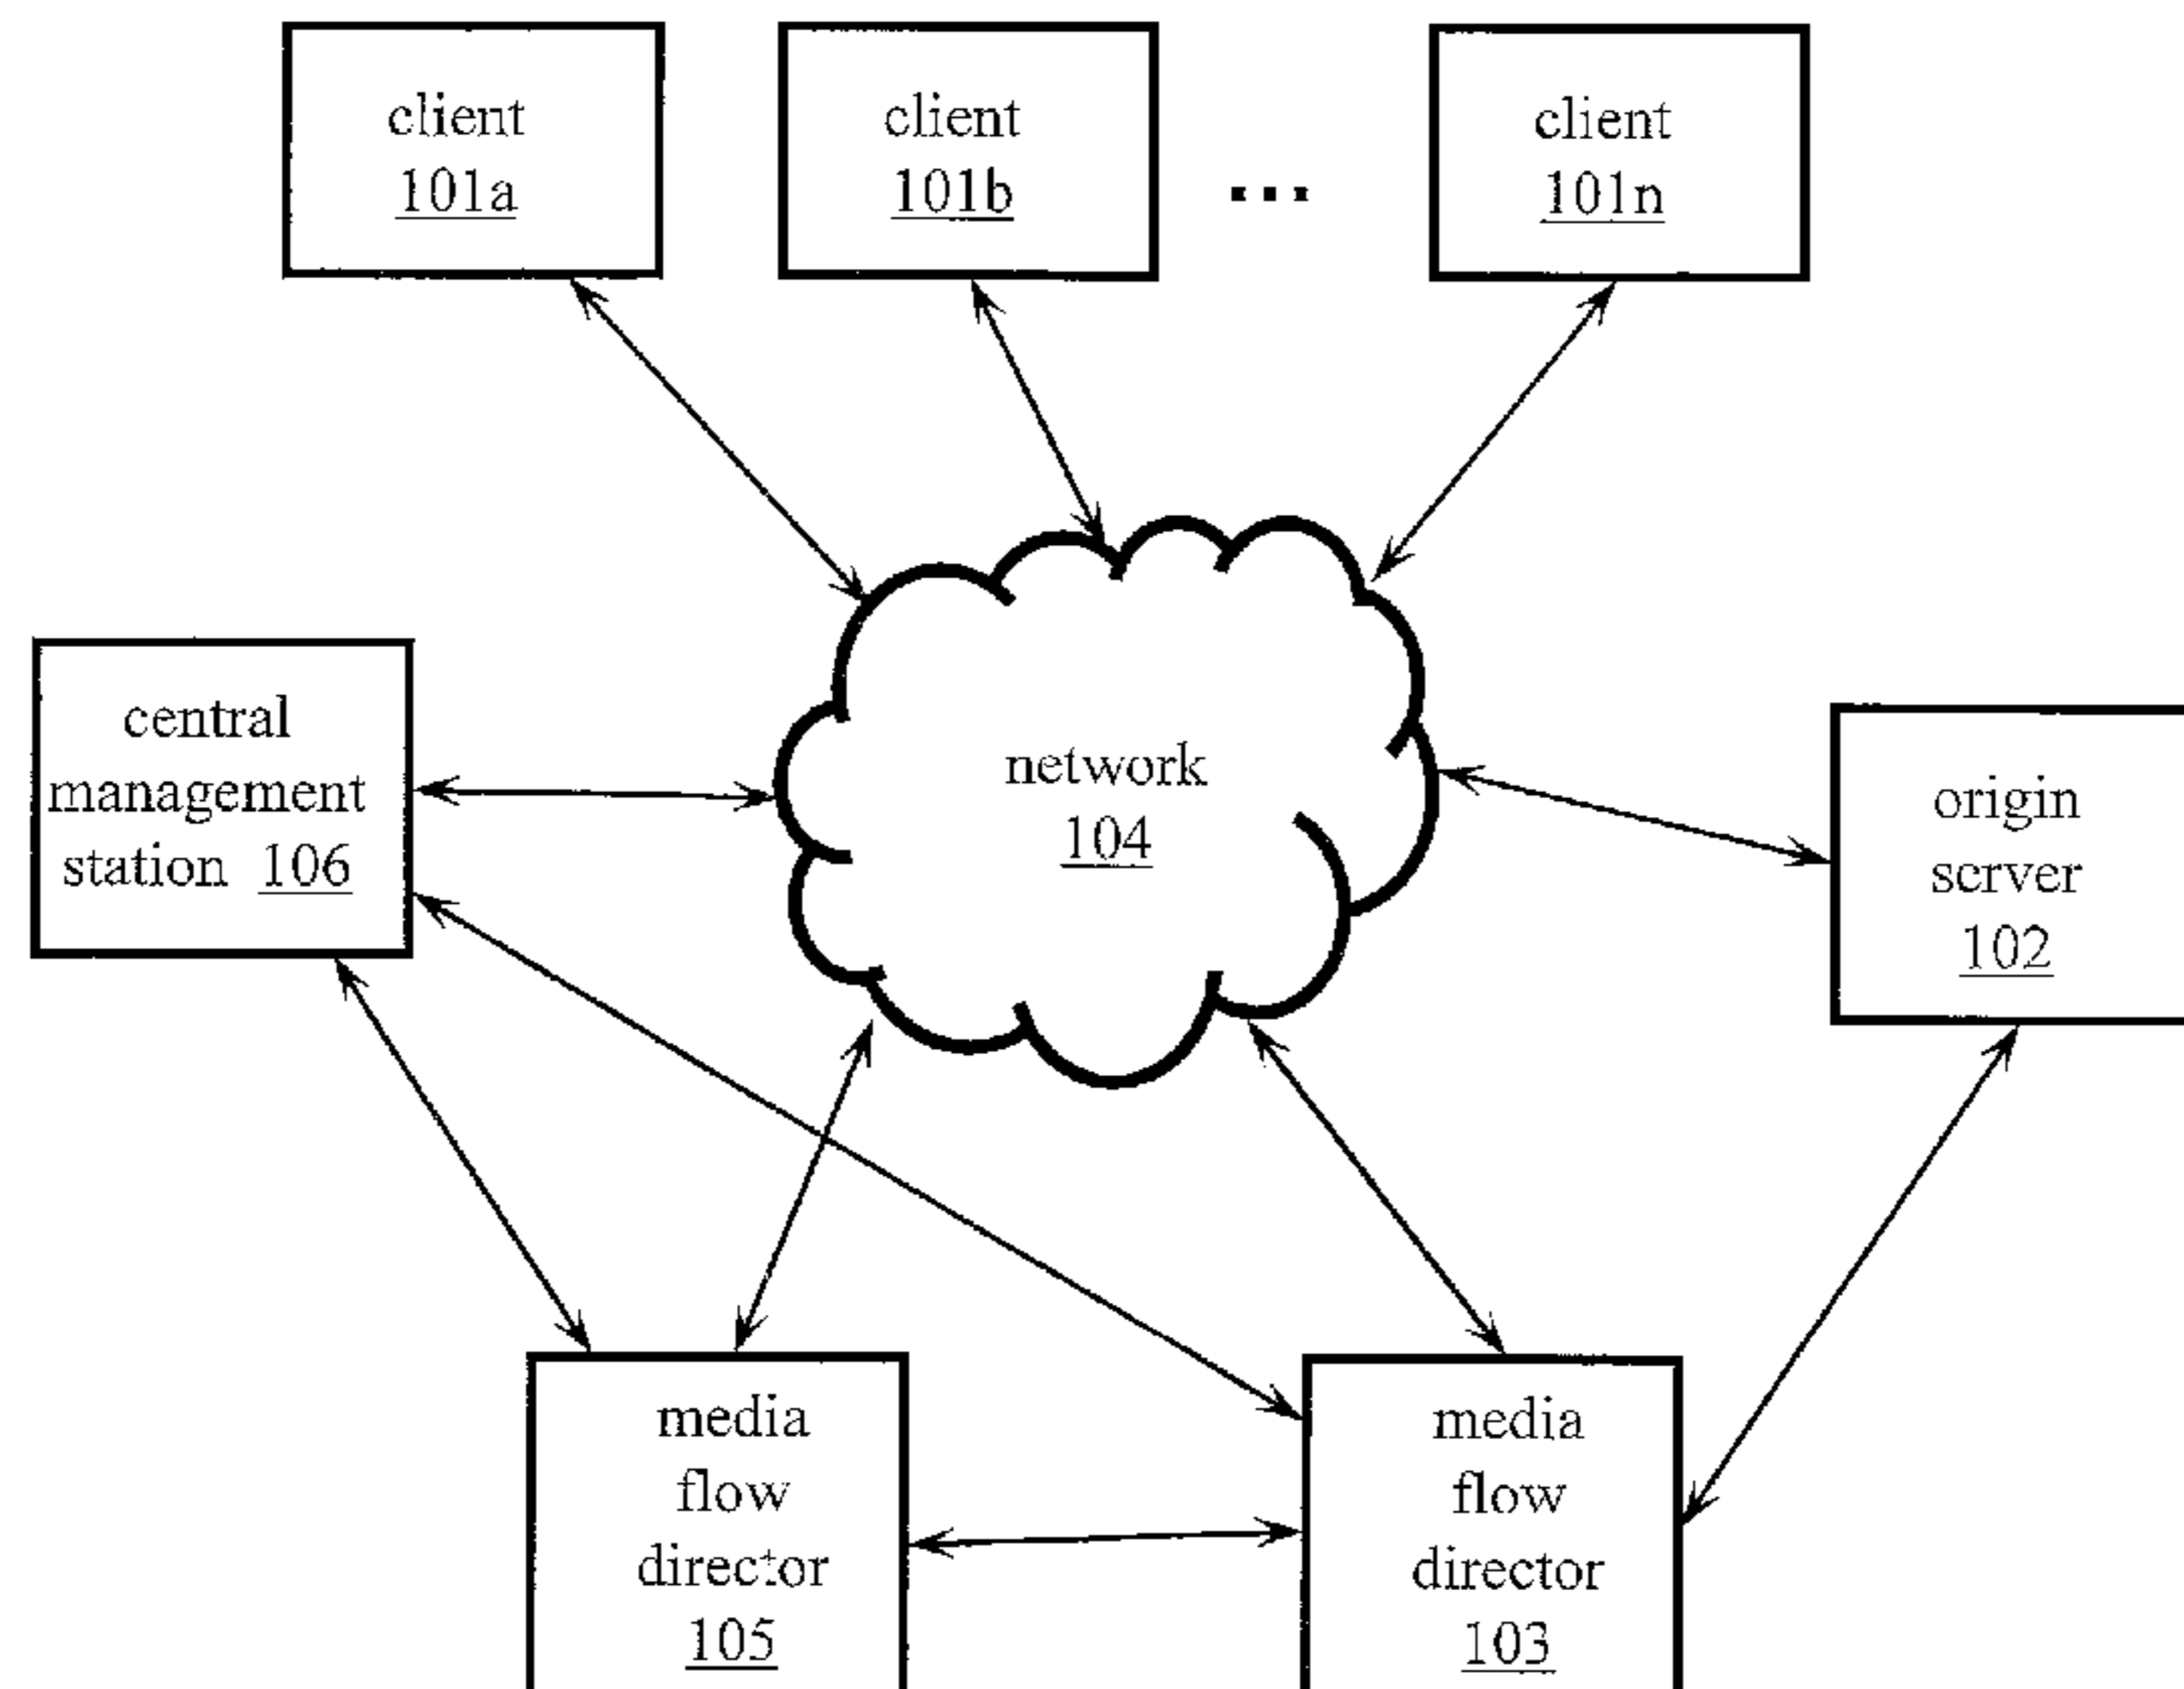 client
101a
client
101b
...
client
101n
central
management
station 106
network
104
origin
server
102
media
flow
director
105
media
flow
director
103